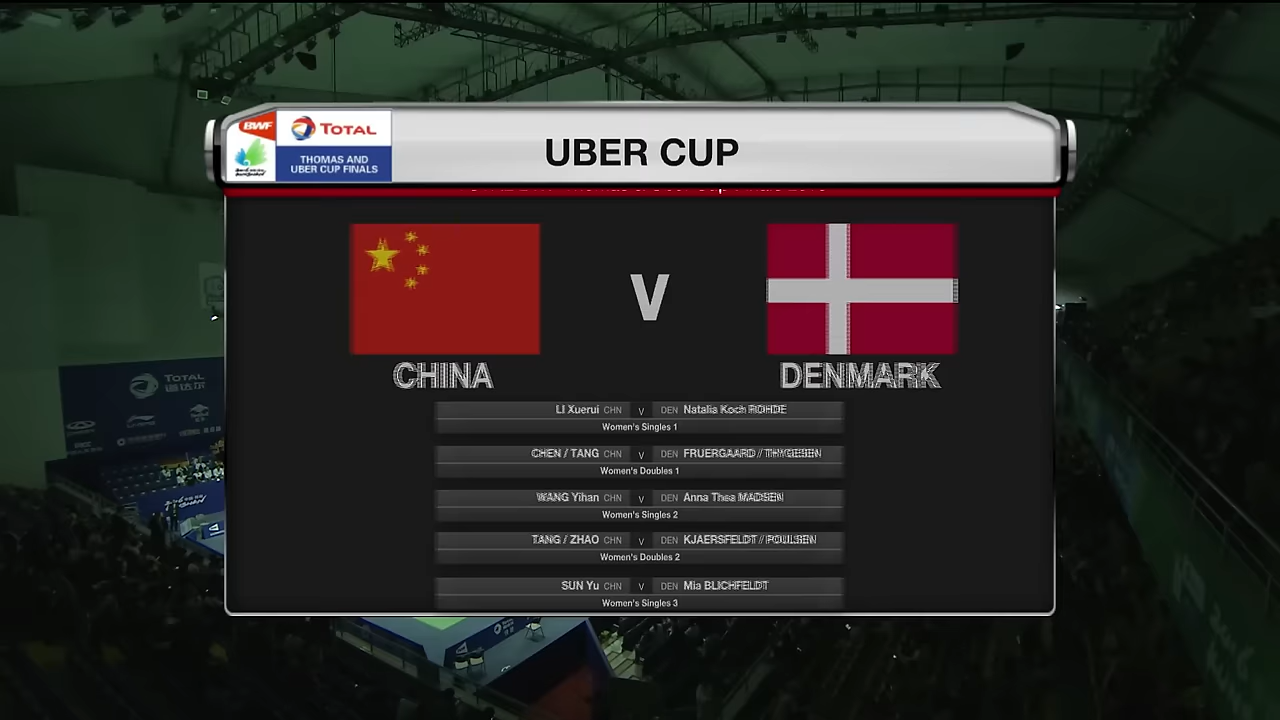 BWF
TOTAL
THOMAS AND
UBER CUP FINALS
UBER CUP
V
CHINA
DENMARK
LI Xuerui CHN V DEN Natalia Koch ROHDE
Women's Singles 1
CHEN / TANG CHN V DEN FRUERGAARD / THYGESEN
Women's Doubles 1
WANG Yihan CHN V DEN Anna Thea MADSEN
Women's Singles 2
TANG / ZHAO CHN V DEN KJAERSFELDT / POULSEN
Women's Doubles 2
SUN Yu CHN V DEN Mia BLICHFELDT
Women's Singles 3
TOTAL
道达尔